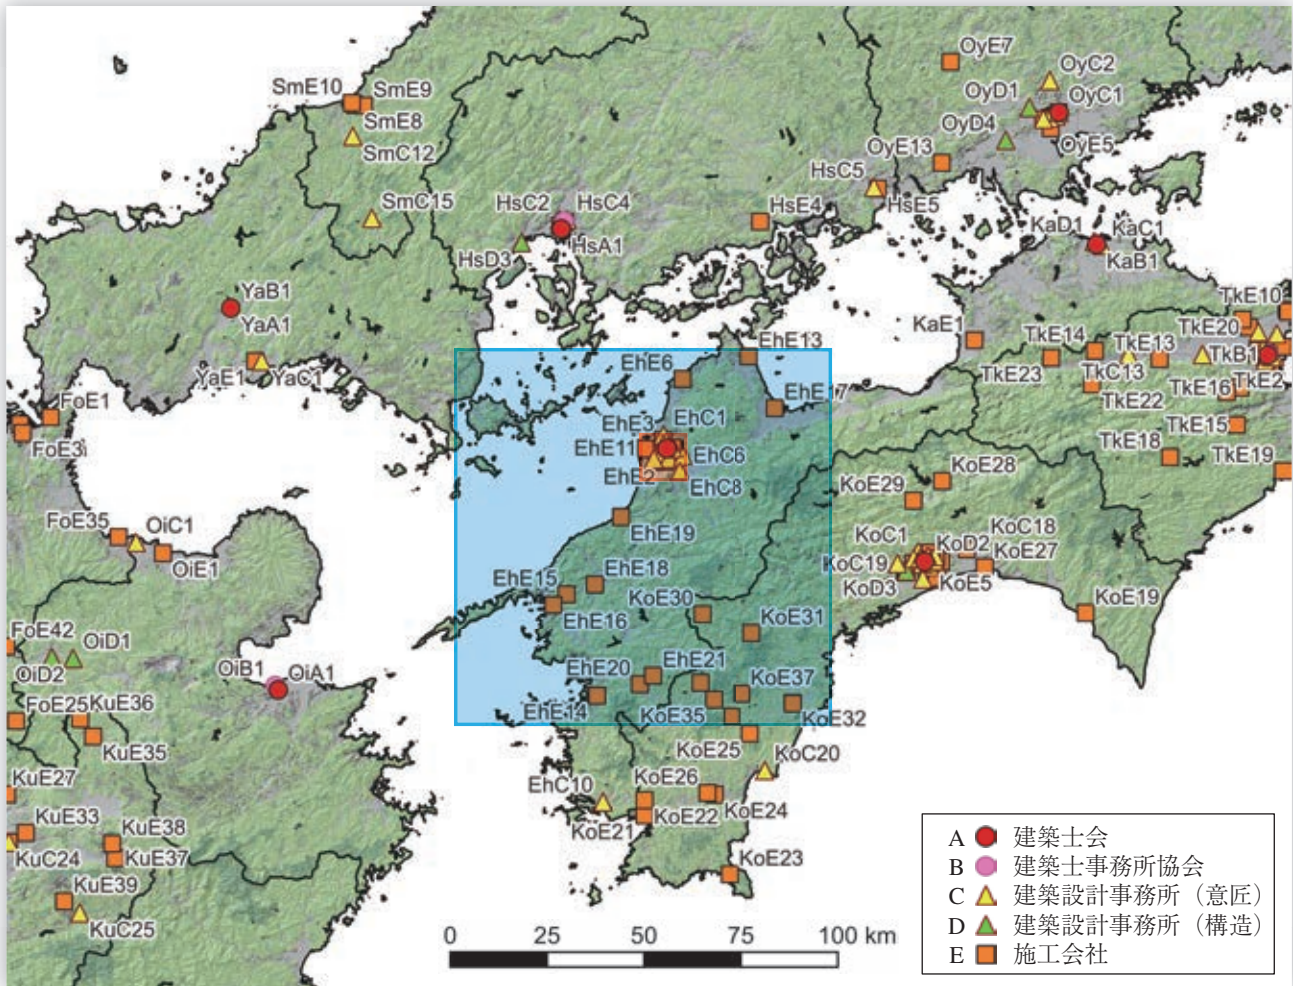 OyE7
OyC2
SmE10
SmE9
OyD1
OyC1
SmE8
OyD4
OyE5
SmC12
OyE13
HsC5
SmC15
HsC2
HsC4
HsE4
HsE5
KaD1
KaC1
HsA1
HsD3
KaB1
YaB1
TkE10
YaA1
KaE1
TkE14
TkE20
EhE13
TkE13
TkB1
EhE6
TkE23
TkC13
TkE2
YaE1
YaC1
TkE16
EhE17
TkE22
FoE1
EhE3
EhC1
TkE15
FoE3
EhE11
EhC6
TkE18
TkE19
EhE2
EhC8
KoE28
KoE29
FoE35
OiC1
EhE19
KoC1
KoC18
KoD2
KoE27
OiE1
KoC19
EhE15
EhE18
KoD3
KoE5
KoE30
KoE19
EhE16
KoE31
FoE42
OiD1
OiD2
OiB1
OiA1
EhE20
EhE21
KoE37
EhE14
KoE35
KoE32
FoE25
KuE36
KuE35
KoE25
KoC20
KuE27
EhC10
KoE26
KuE33
KoE24
KoE22
KuE38
KoE21
KuC24
KuE37
KoE23
KuE39
KuC25
0 25 50 75 100 km
A 建築士会
B 建築士事務所協会
C 建築設計事務所（意匠）
D 建築設計事務所（構造）
E 施工会社